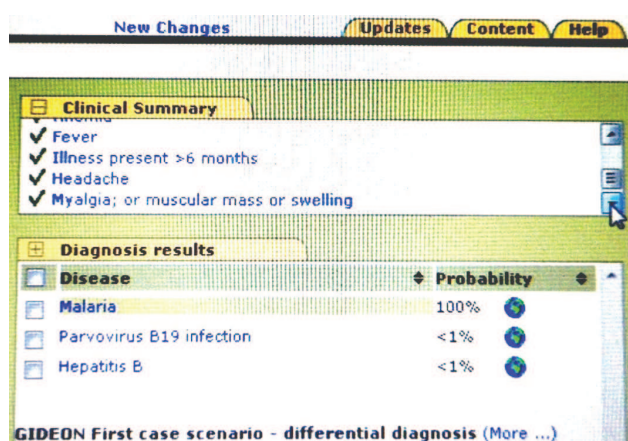 New Changes Updates Content Help
Clinical Summary
Anemia
Fever
Illness present >6 months
Headache
Myalgia; or muscular mass or swelling
Diagnosis results
Disease Probability
Malaria 100%
Parvovirus B19 infection <1%
Hepatitis B <1%
GIDEON First case scenario - differential diagnosis (More ...)